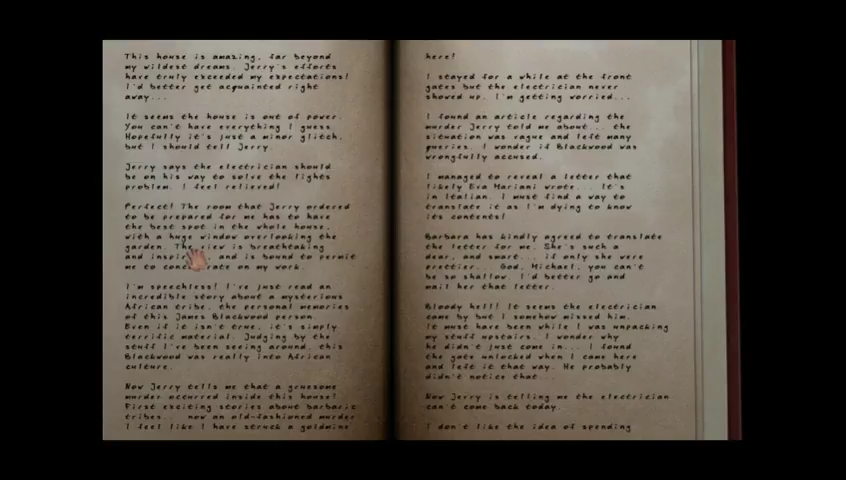 This house is amazing, far beyond
my wildest dreams. Jerry's efforts
have truly exceeded my expectations!
I'd better get acquainted right
away...
It seems the house is out of power.
You can't have everything I guess.
Hopefully it's just a minor glitch,
but I should tell Jerry.
Jerry says the electrician should
be on his way to solve the lights
problem. I feel relieved!
Perfect! The room that Jerry ordered
to be prepared for me has to have
the best spot in the whole house,
with a huge window overlooking the
garden. The view is breathtaking
and and is bound to permit
me to on my work.
I'm speechless! I've just read an
incredible story about a mysterious
African tribe, the personal memories
of this James Blackwood person.
Even if it isn't true, it's simply
terrific material. Judging by the
stuff I've been seeing around, this
Blackwood was really into African
culture.
Now Jerry tells me that a gruesome
murder occurred inside this house!
First exciting stories about barbaric
tribes... now an old-fashioned murder
I feel like I have struck a goldmine
here!
I stayed for a while at the front
gates but the electrician never
showed up. I'm getting worried...
I found an article regarding the
murder Jerry told me about... the
situation was vague and left many
queries. I wonder if Blackwood was
wrongfully accused.
I managed to reveal a letter that
likely Eva Mariani wrote... It's
in Italian. I must find a way to
translate it as I'm dying to know
its contents!
Barbara has kindly agreed to translate
the letter for me. She's such a
dear, and smart... if only she were
prettier... God, Michael, you can't
be so shallow. I'd better go and
mail her that letter.
Bloody hell! It seems the electrician
came by but I somehow missed him.
It must have been while I was unpacking
my stuff upstairs. I wonder why
he didn't just come in... I found
the gate unlocked when I came here
and left it that way. He probably
didn't notice that...
Now Jerry is telling me the electrician
can't come back today.
I don't like the idea of spending